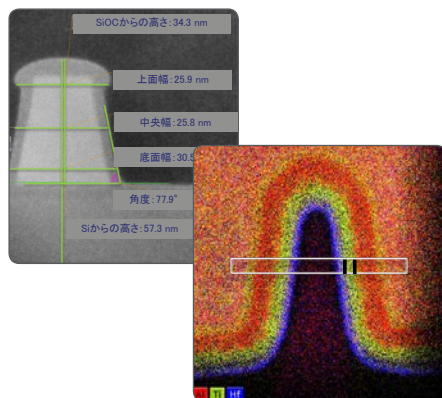 SiOCからの高さ：34.3 nm
上面幅：25.9 nm
中央幅：25.8 nm
底面幅：30.5
角度：77.9°
Siからの高さ：57.3 nm
Ti
Hf